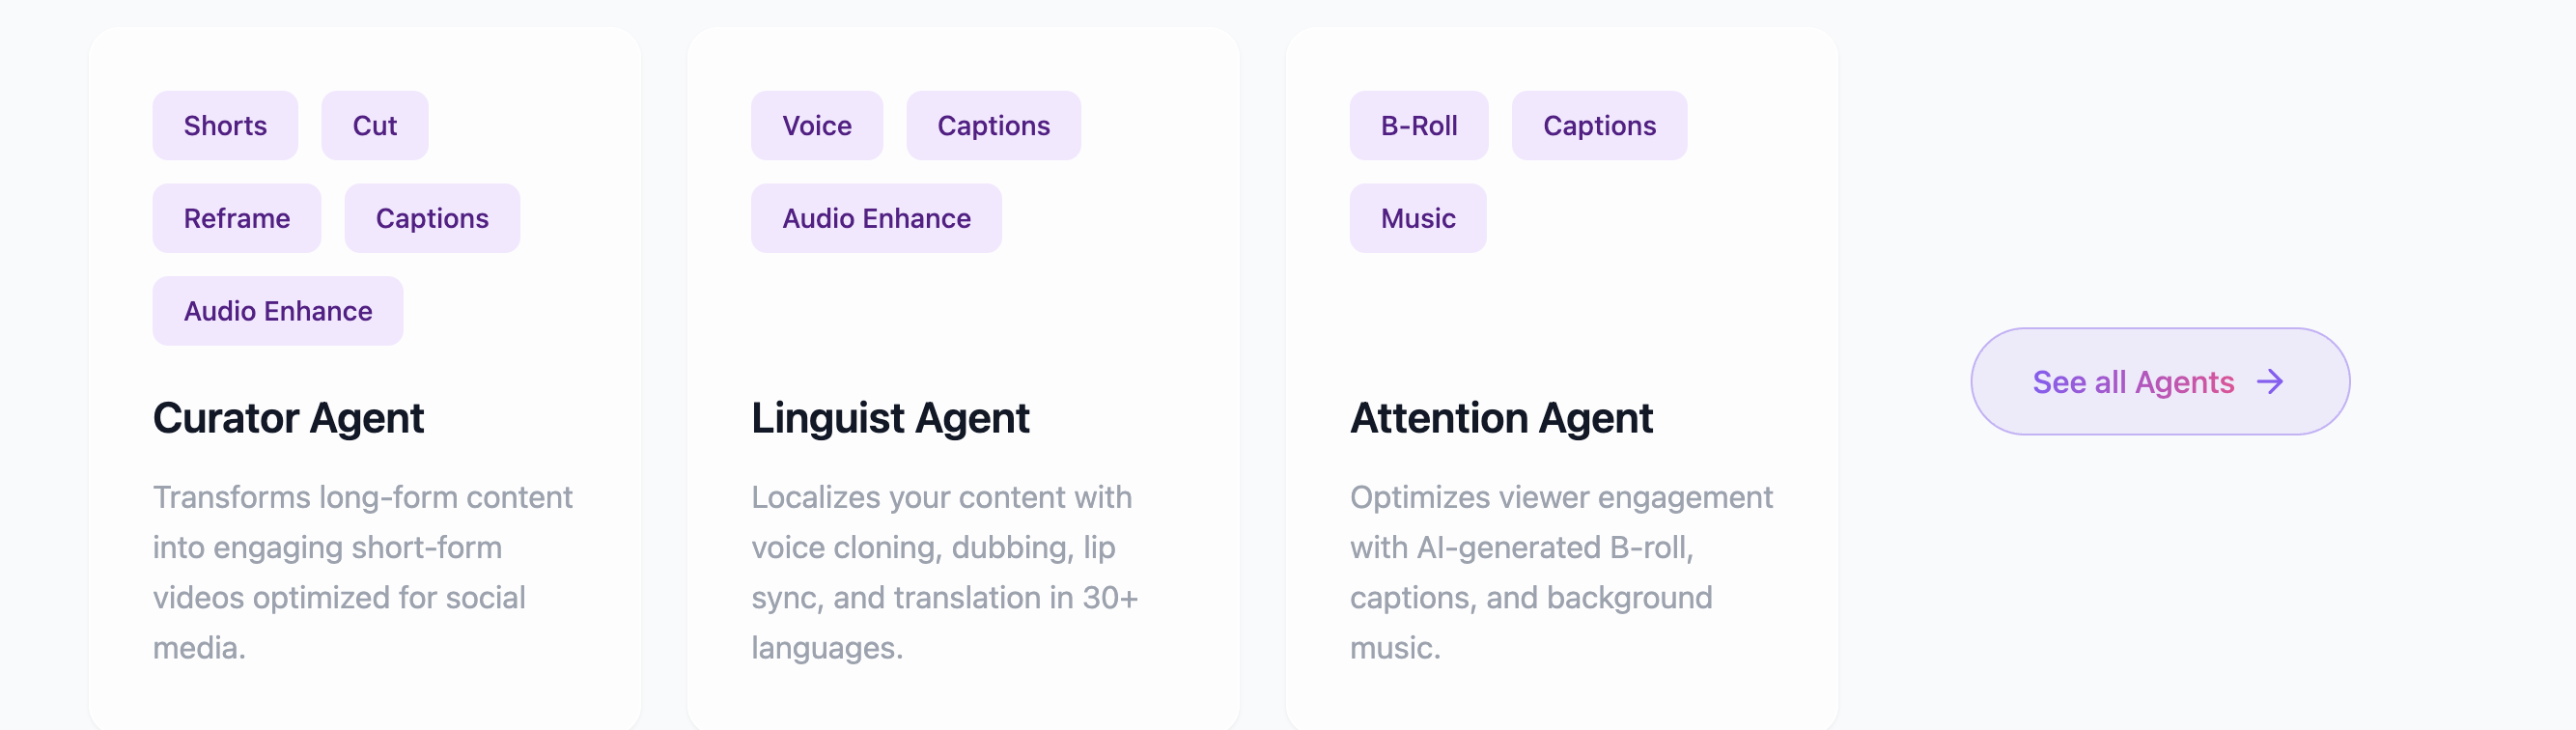 Shorts
Cut
Reframe
Captions
Audio Enhance
Curator Agent
Transforms long-form content
into engaging short-form
videos optimized for social
media.
Voice
Captions
Audio Enhance
Linguist Agent
Localizes your content with
voice cloning, dubbing, lip
sync, and translation in 30+
languages.
B-Roll
Captions
Music
Attention Agent
Optimizes viewer engagement
with AI-generated B-roll,
captions, and background
music.
See all Agents →